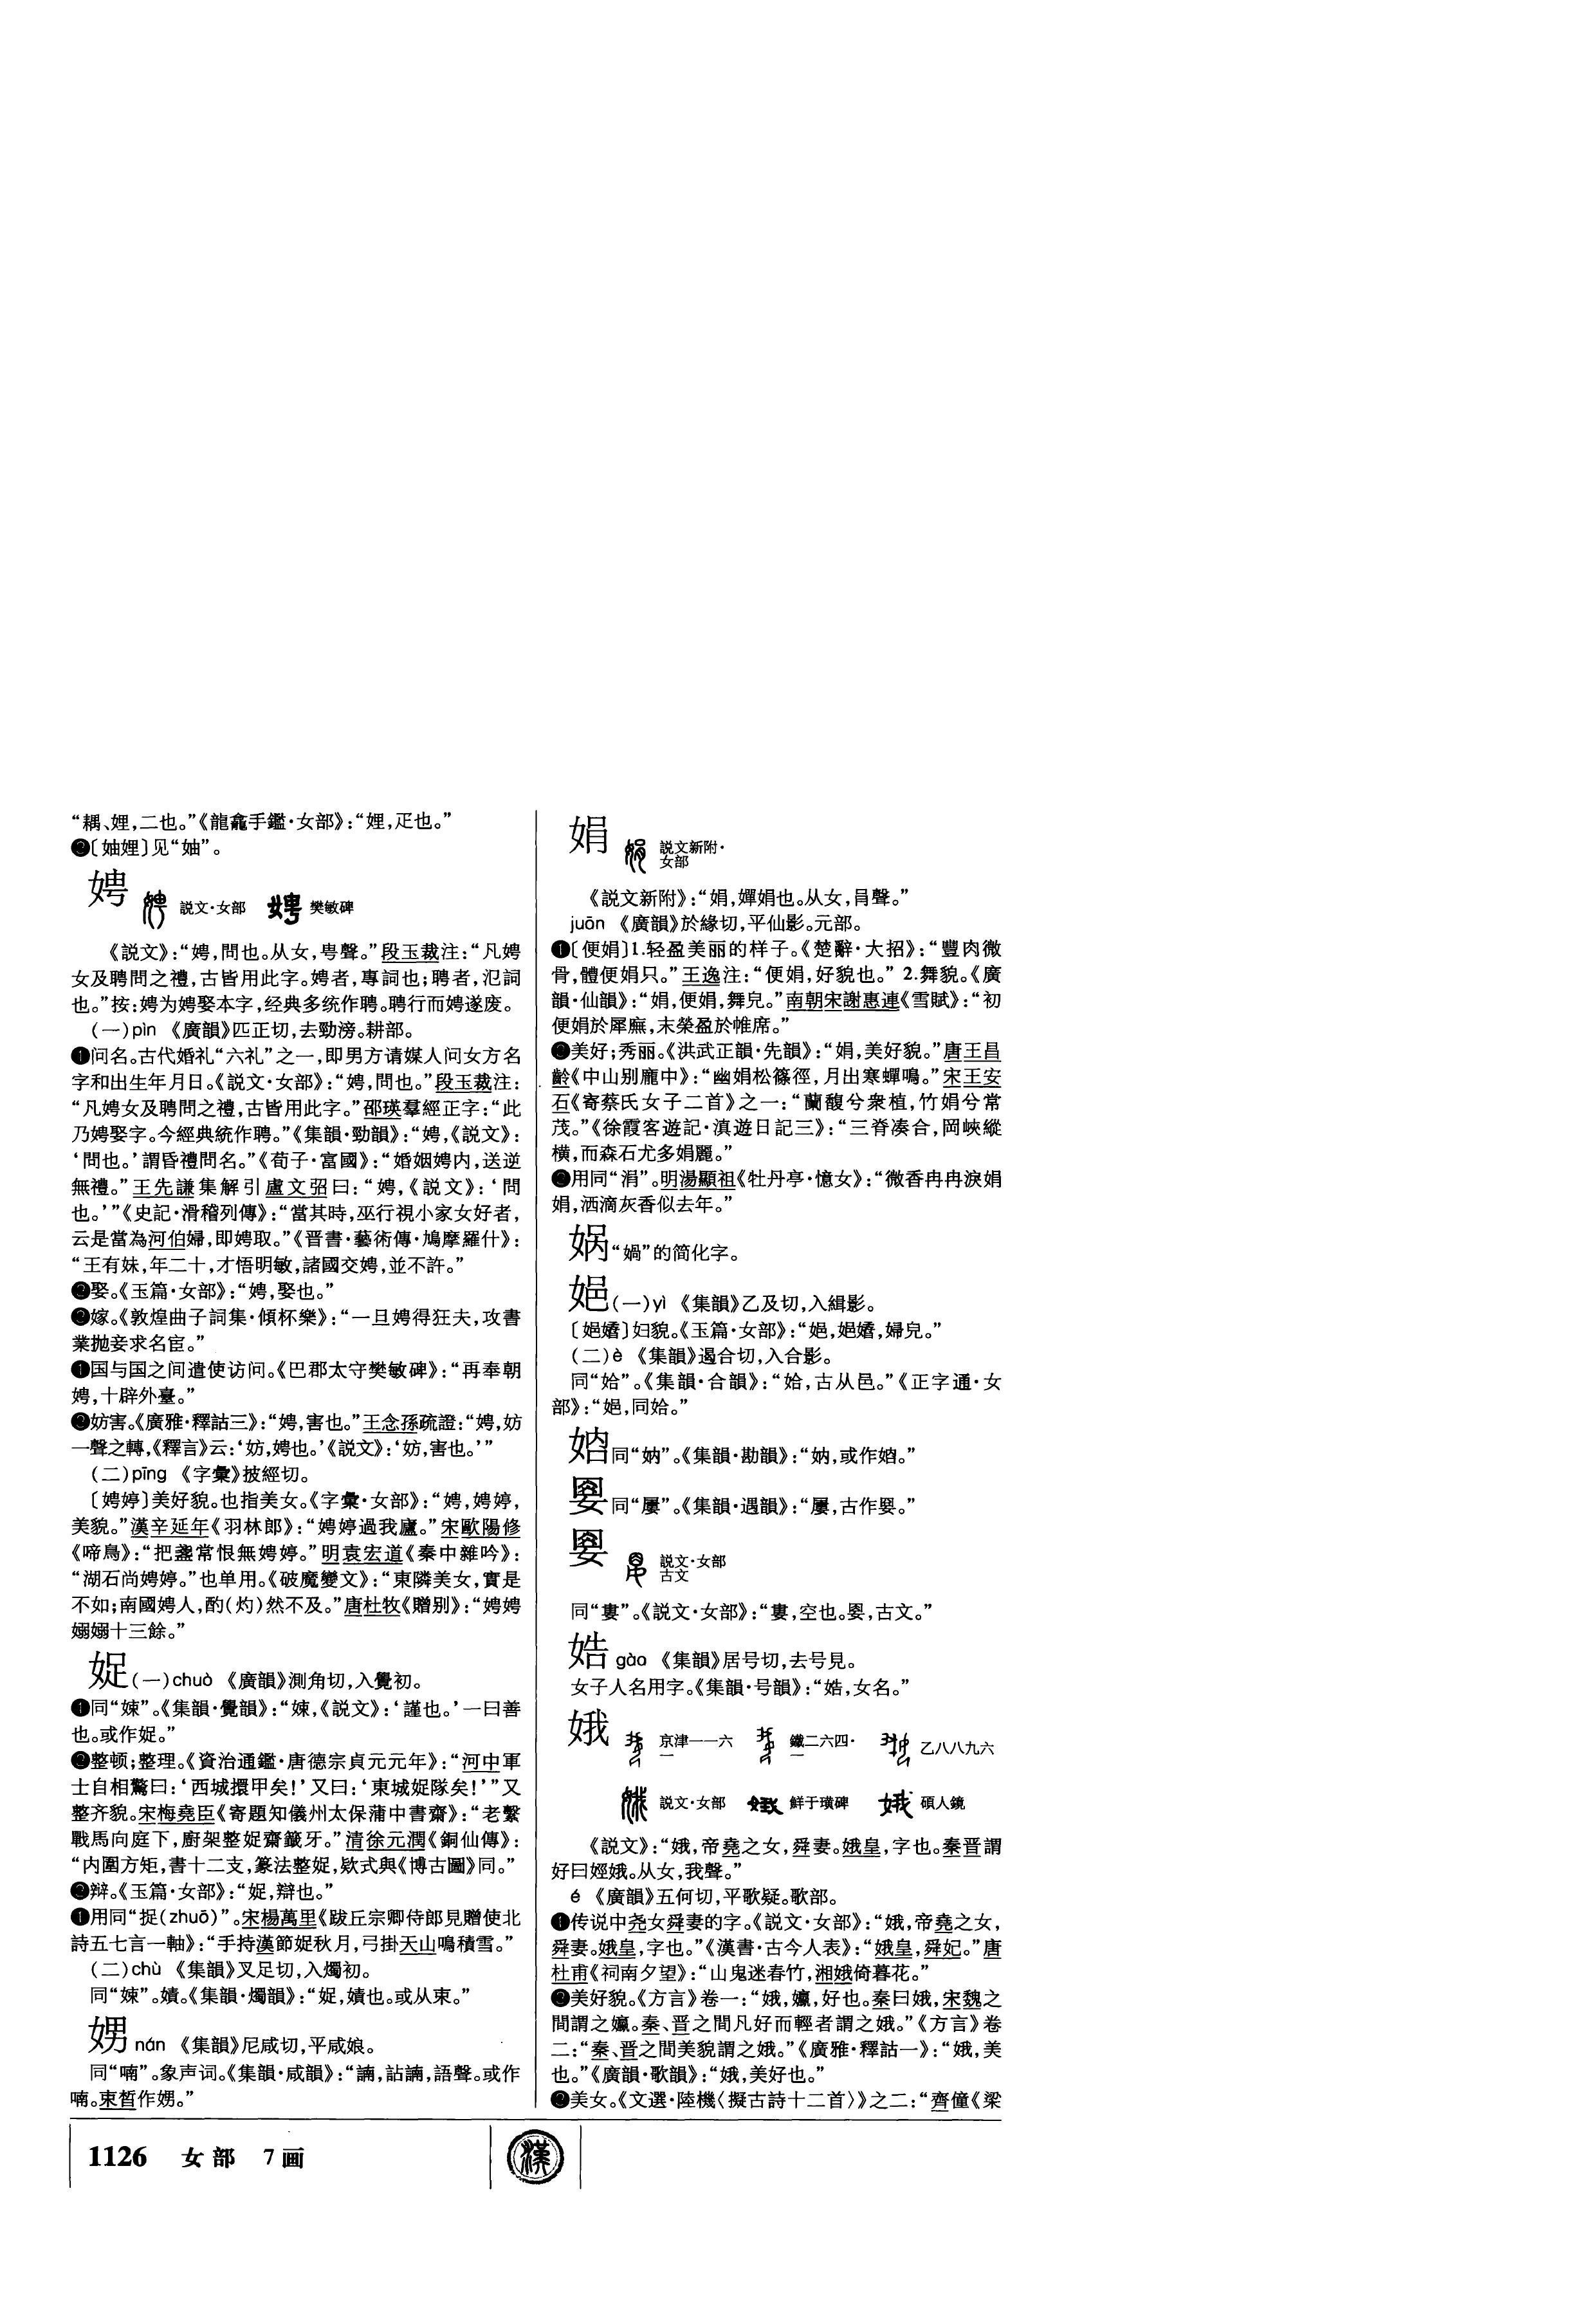 “耦、娌，二也。”《龍龕手鑑·女部》：“娌，疋也。”
❷〔妯娌〕见“妯”。
娉 説文·女部 樊敏碑
《説文》：“娉，問也。从女，甹聲。”段玉裁注：“凡娉
女及聘問之禮，古皆用此字。娉者，專詞也；聘者，氾詞
也。”按：娉为娉娶本字，经典多统作聘。聘行而娉遂废。
（一）pìn 《廣韻》匹正切，去勁滂。耕部。
❶问名。古代婚礼“六礼”之一，即男方请媒人问女方名
字和出生年月日。《説文·女部》：“娉，問也。”段玉裁注：
“凡娉女及聘問之禮，古皆用此字。”邵瑛羣經正字：“此
乃娉娶字。今經典統作聘。”《集韻·勁韻》：“娉，《説文》：
‘問也。’謂昏禮問名。”《荀子·富國》：“婚姻娉内，送逆
無禮。”王先謙集解引盧文弨曰：“娉，《説文》：‘問
也。’”《史記·滑稽列傳》：“當其時，巫行視小家女好者，
云是當為河伯婦，即娉取。”《晋書·藝術傳·鳩摩羅什》：
“王有妹，年二十，才悟明敏，諸國交娉，並不許。”
❷娶。《玉篇·女部》：“娉，娶也。”
❷嫁。《敦煌曲子詞集·傾杯樂》：“一旦娉得狂夫，攻書
業抛妾求名宦。”
❶国与国之间遣使访问。《巴郡太守樊敏碑》：“再奉朝
娉，十辟外臺。”
❷妨害。《廣雅·釋詁三》：“娉，害也。”王念孫疏證：“娉，妨
一聲之轉，《釋言》云：‘妨，娉也。’《説文》：‘妨，害也。’”
（二）pīng 《字彙》披經切。
〔娉婷〕美好貌。也指美女。《字彙·女部》：“娉，娉婷，
美貌。”漢辛延年《羽林郎》：“娉婷過我廬。”宋歐陽修
《啼鳥》：“把盞常恨無娉婷。”明袁宏道《秦中雜吟》：
“湖石尚娉婷。”也单用。《破魔變文》：“東隣美女，實是
不如；南國娉人，酌（灼）然不及。”唐杜牧《贈别》：“娉娉
嫋嫋十三餘。”
娖（一）chuò 《廣韻》測角切，入覺初。
❶同“娕”。《集韻·覺韻》：“娕，《説文》：‘謹也。’一曰善
也。或作娖。”
❷整顿；整理。《資治通鑑·唐德宗貞元元年》：“河中軍
士自相驚曰：‘西城擐甲矣！’又曰：‘東城娖隊矣！’”又
整齐貌。宋梅堯臣《寄題知儀州太保蒲中書齋》：“老繫
戰馬向庭下，廚架整娖齋籤牙。”清徐元潤《銅仙傳》：
“内圍方矩，書十二支，篆法整娖，欵式與《博古圖》同。”
❷辩。《玉篇·女部》：“娖，辯也。”
❶用同“捉（zhuō）”。宋楊萬里《跋丘宗卿侍郎見贈使北
詩五七言一軸》：“手持漢節娖秋月，弓掛天山鳴積雪。”
（二）chù 《集韻》叉足切，入燭初。
同“娕”。嫧。《集韻·燭韻》：“娖，嫧也。或从束。”
娚 nán 《集韻》尼咸切，平咸娘。
同“喃”。象声词。《集韻·咸韻》：“諵，詀諵，語聲。或作
喃。束晳作娚。”
娟 説文新附·
女部
《説文新附》：“娟，嬋娟也。从女，肙聲。”
juān 《廣韻》於緣切，平仙影。元部。
❶〔便娟〕1.轻盈美丽的样子。《楚辭·大招》：“豐肉微
骨，體便娟只。”王逸注：“便娟，好貌也。” 2.舞貌。《廣
韻·仙韻》：“娟，便娟，舞皃。”南朝宋謝惠連《雪賦》：“初
便娟於墀廡，末縈盈於帷席。”
❷美好；秀丽。《洪武正韻·先韻》：“娟，美好貌。”唐王昌
齡《中山别龐中》：“幽娟松篠徑，月出寒蟬鳴。”宋王安
石《寄蔡氏女子二首》之一：“蘭馥兮衆植，竹娟兮常
茂。”《徐霞客遊記·滇遊日記三》：“三脊凑合，岡峽縱
横，而森石尤多娟麗。”
❷用同“涓”。明湯顯祖《牡丹亭·憶女》：“微香冉冉淚娟
娟，洒滴灰香似去年。”
娲“媧”的简化字。
㛕（一）yì 《集韻》乙及切，入緝影。
〔㛕嬆〕妇貌。《玉篇·女部》：“㛕，㛕嬆，婦皃。”
（二）è 《集韻》遏合切，入合影。
同“姶”。《集韻·合韻》：“姶，古从邑。”《正字通·女
部》：“㛕，同姶。”
同“妠”。《集韻·勘韻》：“妠，或作。”
同“屢”。《集韻·遇韻》：“屢，古作。”
説文·女部
古文
同“婁”。《説文·女部》：“婁，空也。，古文。”
娪 gào 《集韻》居号切，去号見。
女子人名用字。《集韻·号韻》：“，女名。”
娥 京津一一六一 鐵二六四·一 乙八八九六
説文·女部 鮮于璜碑 碩人鏡
《説文》：“娥，帝堯之女，舜妻。娥皇，字也。秦晋謂
好曰娙娥。从女，我聲。”
é 《廣韻》五何切，平歌疑。歌部。
❶传说中尧女舜妻的字。《説文·女部》：“娥，帝堯之女，
舜妻。娥皇，字也。”《漢書·古今人表》：“娥皇，舜妃。”唐
杜甫《祠南夕望》：“山鬼迷春竹，湘娥倚暮花。”
❷美好貌。《方言》卷一：“娥，㜲，好也。秦曰娥，宋魏之
間謂之㜲。秦、晋之間凡好而輕者謂之娥。”《方言》卷
二：“秦、晋之間美貌謂之娥。”《廣雅·釋詁一》：“娥，美
也。”《廣韻·歌韻》：“娥，美好也。”
❷美女。《文選·陸機〈擬古詩十二首〉》之二：“齊僮《梁
1126 女部 7画
漢